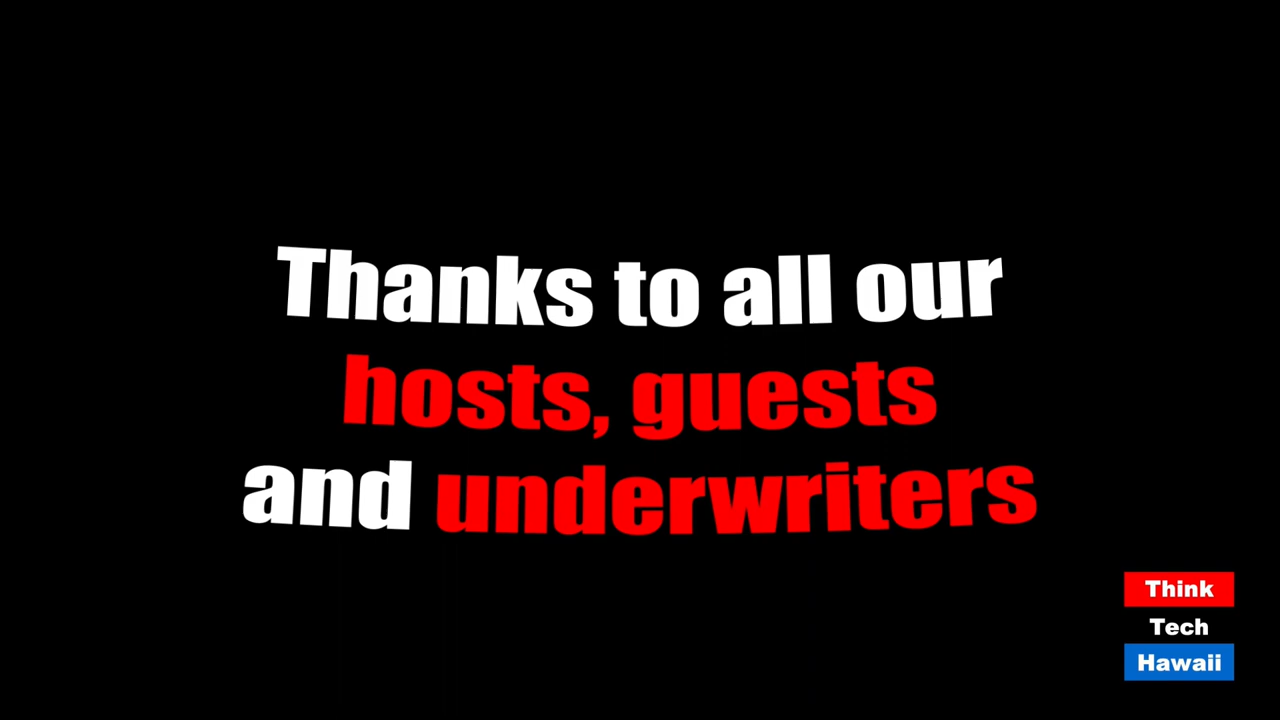 Thanks to all our
hosts, guests
and underwriters
Think
Tech
Hawaii